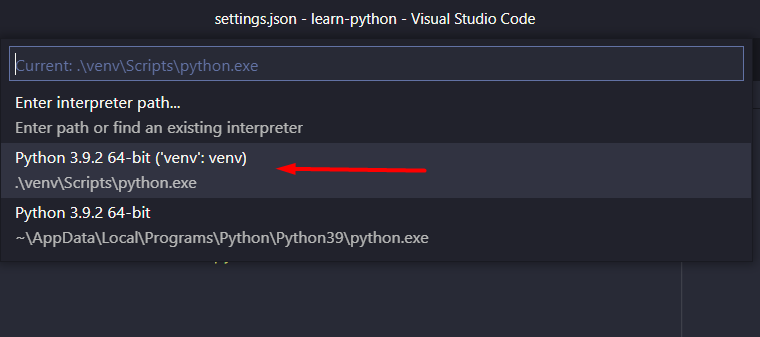 settings.json - learn-python - Visual Studio Code
Current: .\venv\Scripts\python.exe
Enter interpreter path...
Enter path or find an existing interpreter
Python 3.9.2 64-bit ('venv': venv)
.\venv\Scripts\python.exe
Python 3.9.2 64-bit
~\AppData\Local\Programs\Python\Python39\python.exe